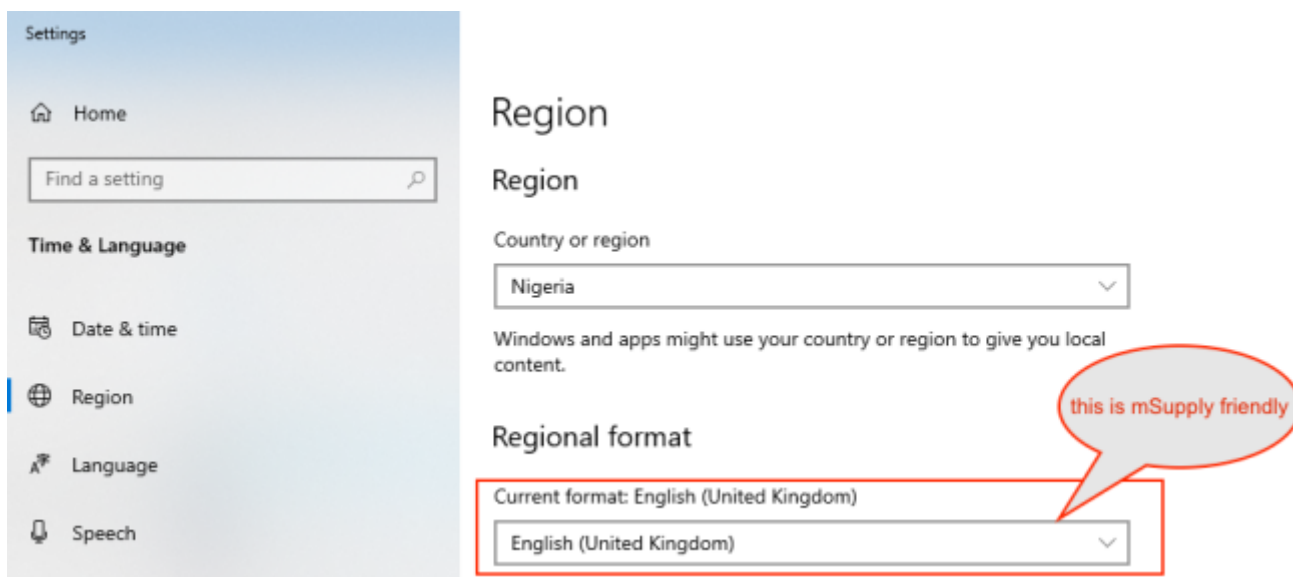 Settings
Home
Find a setting
Time & Language
Date & time
Region
Language
Speech
Region
Region
Country or region
Nigeria
Windows and apps might use your country or region to give you local
content.
this is mSupply friendly
Regional format
Current format: English (United Kingdom)
English (United Kingdom)